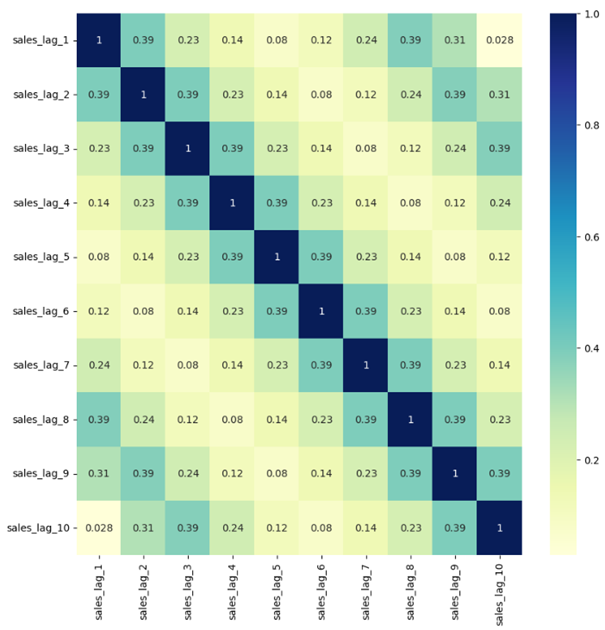 sales_lag_1 1 0.39 0.23 0.14 0.08 0.12 0.24 0.39 0.31 0.028
sales_lag_2 0.39 1 0.39 0.23 0.14 0.08 0.12 0.24 0.39 0.31
sales_lag_3 0.23 0.39 1 0.39 0.23 0.14 0.08 0.12 0.24 0.39
sales_lag_4 0.14 0.23 0.39 1 0.39 0.23 0.14 0.08 0.12 0.24
sales_lag_5 0.08 0.14 0.23 0.39 1 0.39 0.23 0.14 0.08 0.12
sales_lag_6 0.12 0.08 0.14 0.23 0.39 1 0.39 0.23 0.14 0.08
sales_lag_7 0.24 0.12 0.08 0.14 0.23 0.39 1 0.39 0.23 0.14
sales_lag_8 0.39 0.24 0.12 0.08 0.14 0.23 0.39 1 0.39 0.23
sales_lag_9 0.31 0.39 0.24 0.12 0.08 0.14 0.23 0.39 1 0.39
sales_lag_10 0.028 0.31 0.39 0.24 0.12 0.08 0.14 0.23 0.39 1
sales_lag_1
sales_lag_2
sales_lag_3
sales_lag_4
sales_lag_5
sales_lag_6
sales_lag_7
sales_lag_8
sales_lag_9
sales_lag_10
1.0
0.8
0.6
0.4
0.2